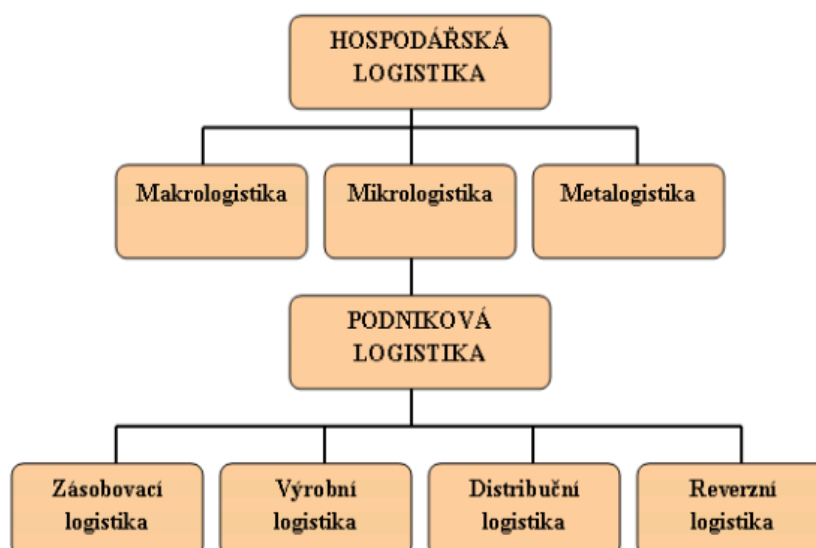 HOSPODÁŘSKÁ
LOGISTIKA
Makrologistika
Mikrologistika
Metalogistika
PODNIKOVÁ
LOGISTIKA
Zásobovací
logistika
Výrobní
logistika
Distribuční
logistika
Reverzní
logistika